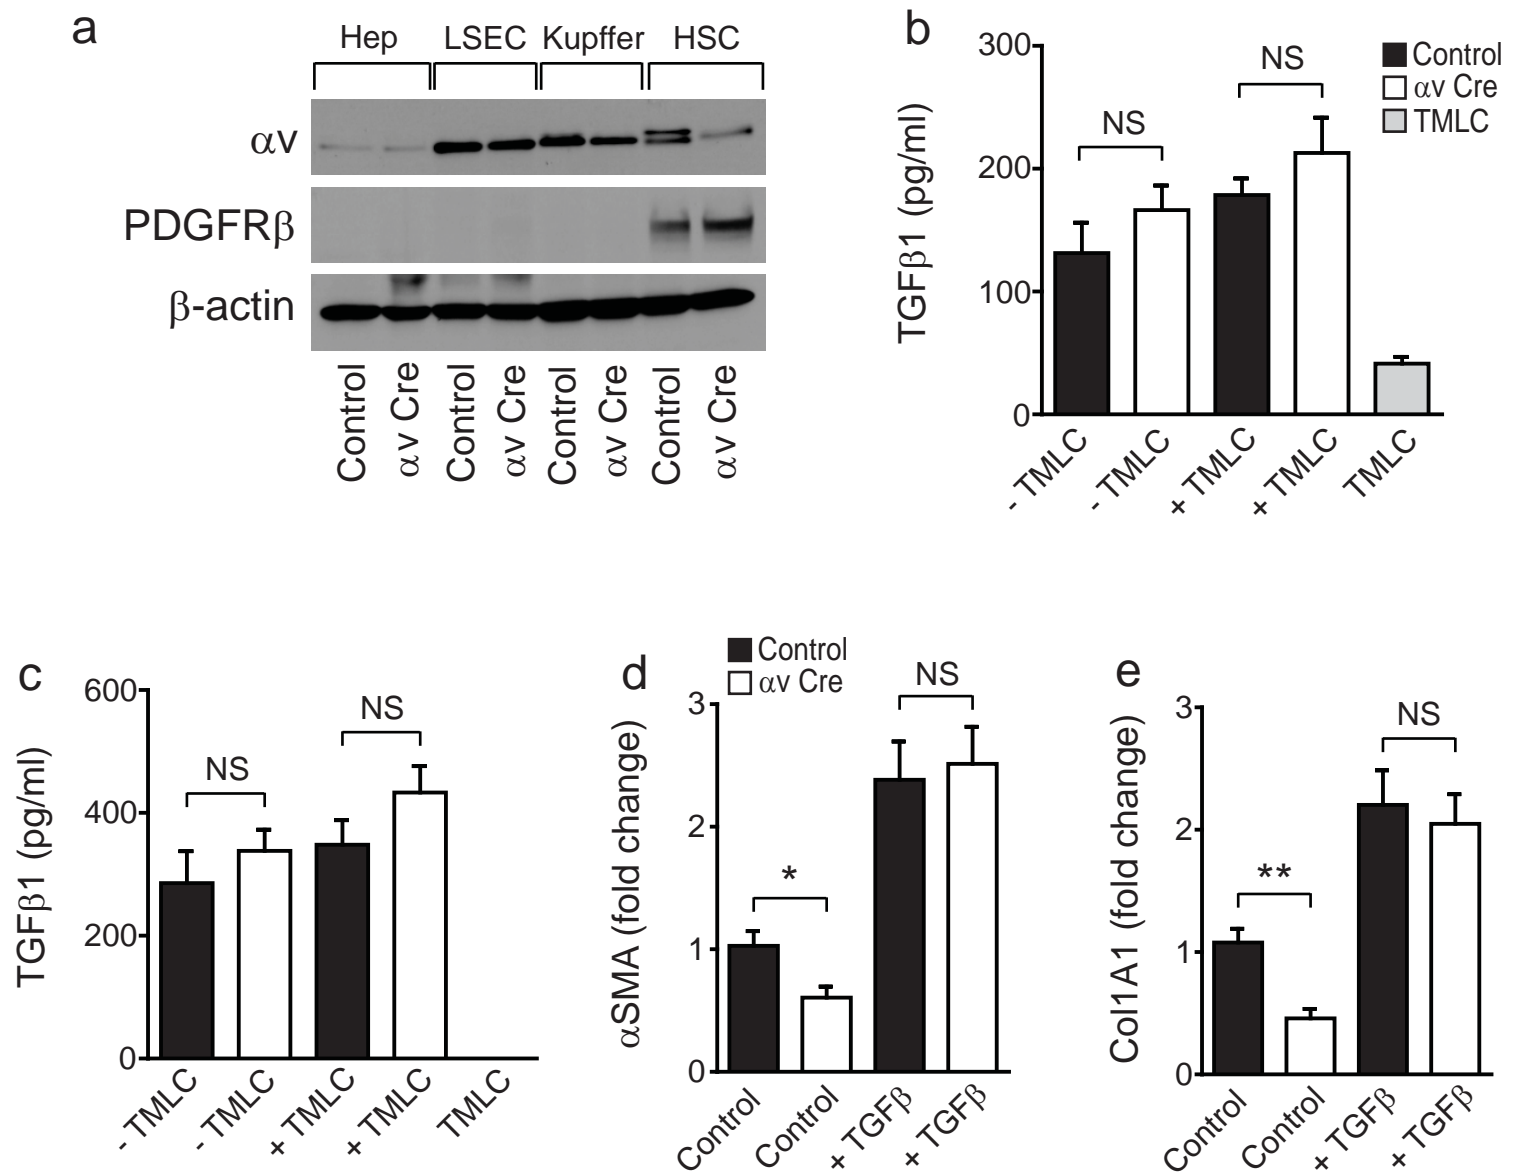 a
Hep LSEC Kupffer HSC
αv
PDGFRβ
β-actin
Control
αv Cre
Control
αv Cre
Control
αv Cre
Control
αv Cre
b
TGFβ1 (pg/ml)
300
200
100
0
NS
NS
Control
αv Cre
TMLC
- TMLC
- TMLC
+ TMLC
+ TMLC
TMLC
c
TGFβ1 (pg/ml)
600
400
200
0
NS
NS
- TMLC
- TMLC
+ TMLC
+ TMLC
TMLC
d
Control
αv Cre
αSMA (fold change)
3
2
1
0
*
NS
Control
Control
+ TGFβ
+ TGFβ
e
Col1A1 (fold change)
3
2
1
0
**
NS
Control
Control
+ TGFβ
+ TGFβ